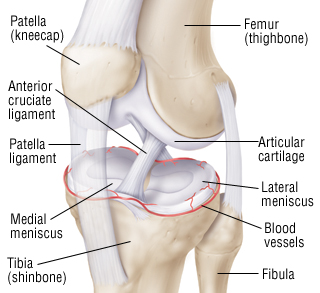 Patella
(kneecap)
Anterior
cruciate
ligament
Patella
ligament
Medial
meniscus
Tibia
(shinbone)
Femur
(thighbone)
Articular
cartilage
Lateral
meniscus
Blood
vessels
Fibula